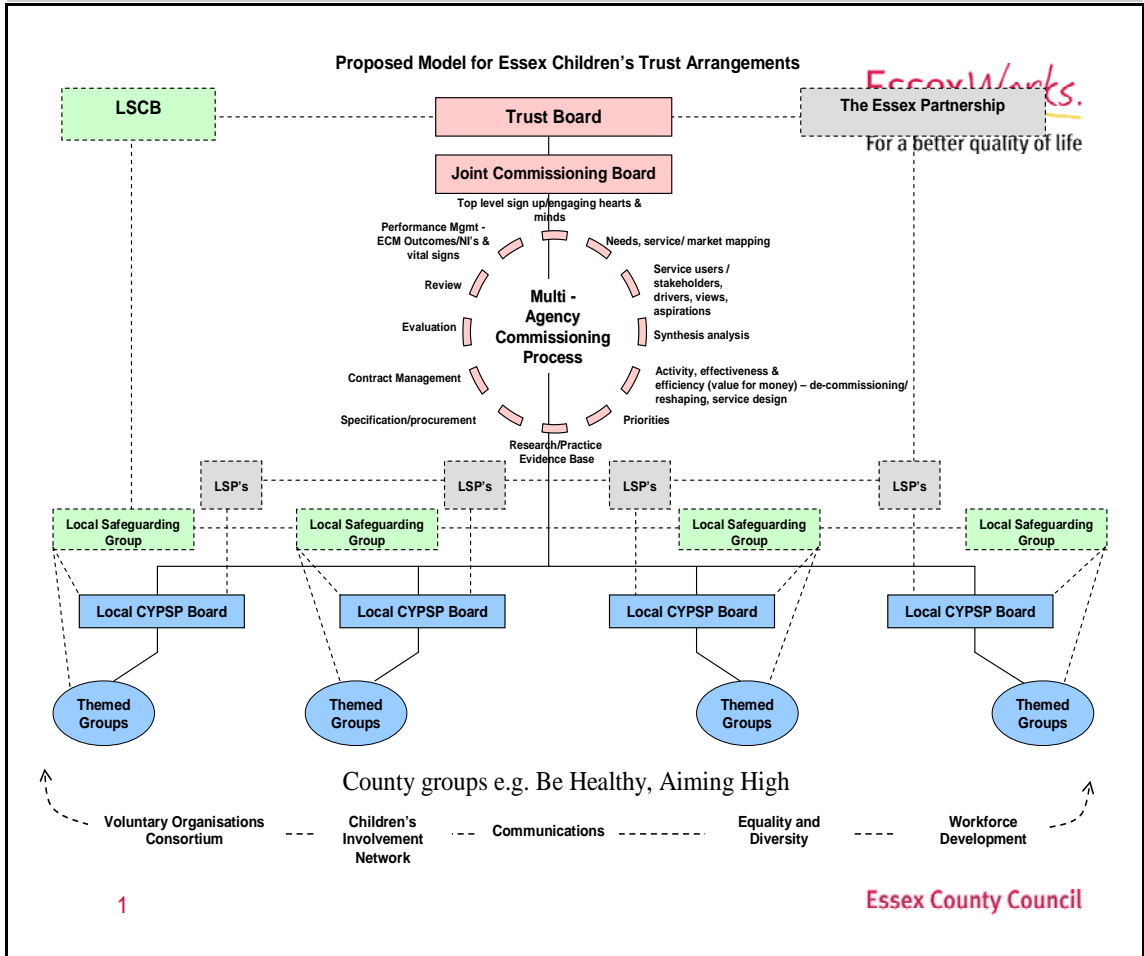 Proposed Model for Essex Children's Trust Arrangements
EssexWorks.
For a better quality of life
LSCB
Trust Board
The Essex Partnership
Joint Commissioning Board
Top level sign up/engaging hearts &
minds
Performance Mgmt -
ECM Outcomes/NI's &
vital signs
Needs, service/ market mapping
Review
Service users /
stakeholders,
drivers, views,
aspirations
Multi -
Agency
Commissioning
Process
Evaluation
Synthesis analysis
Contract Management
Activity, effectiveness &
efficiency (value for money) – de-commissioning/
reshaping, service design
Specification/procurement
Priorities
Research/Practice
Evidence Base
LSP's
LSP's
LSP's
LSP's
Local Safeguarding
Group
Local Safeguarding
Group
Local Safeguarding
Group
Local Safeguarding
Group
Local CYPSP Board
Local CYPSP Board
Local CYPSP Board
Local CYPSP Board
Themed
Groups
Themed
Groups
Themed
Groups
Themed
Groups
County groups e.g. Be Healthy, Aiming High
Voluntary Organisations
Consortium
Children's
Involvement
Network
Communications
Equality and
Diversity
Workforce
Development
1
Essex County Council